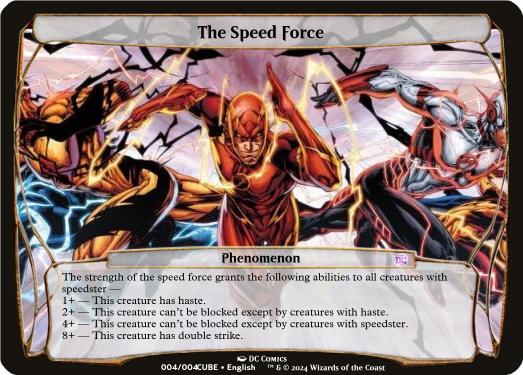 The Speed Force
Phenomenon
The strength of the speed force grants the following abilities to all creatures with
speedster —
1+ — This creature has haste.
2+ — This creature can't be blocked except by creatures with haste.
4+ — This creature can't be blocked except by creatures with speedster.
8+ — This creature has double strike.
DC COMICS
004/004CUBE • English ™ & © 2024 Wizards of the Coast